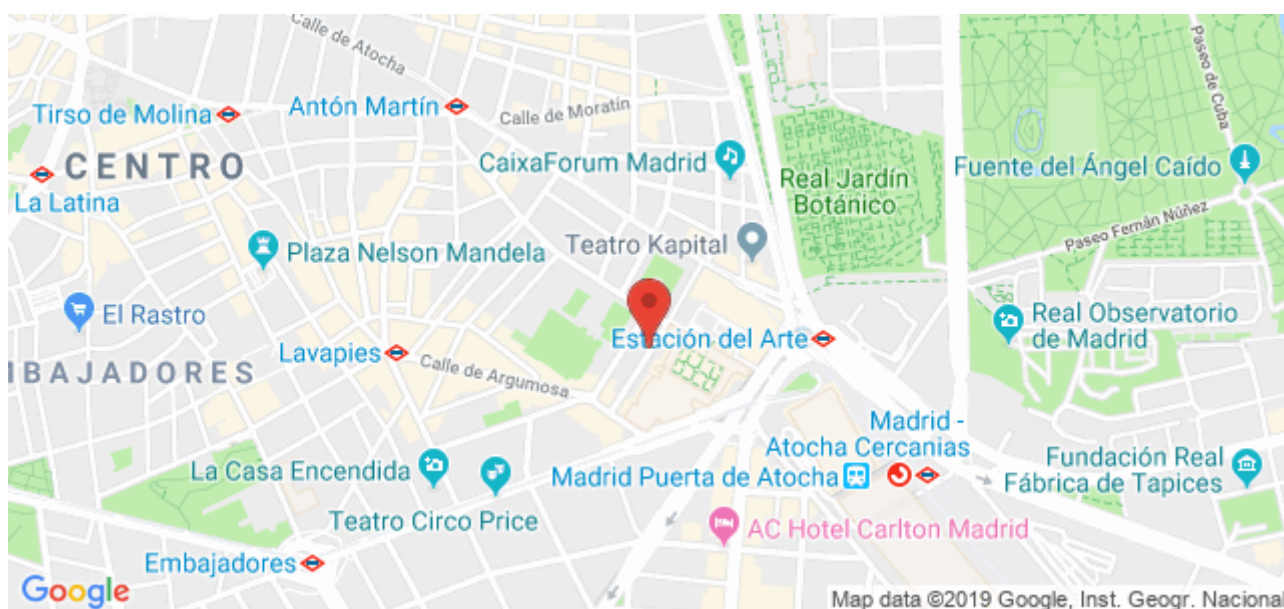 Calle de Atocha
Paseo de Cuba
Tirso de Molina
Antón Martín
Calle de Moratín
CENTRO
CaixaForum Madrid
Real Jardín
Botánico
Fuente del Ángel Caído
La Latina
Paseo Fernán Núñez
Plaza Nelson Mandela
Teatro Kapital
El Rastro
Real Observatorio
de Madrid
Estación del Arte
Lavapies
MBAJADORES
Calle de Argumosa
Madrid -
Atocha Cercanias
La Casa Encendida
Madrid Puerta de Atocha
Fundación Real
Fábrica de Tapices
Teatro Circo Price
AC Hotel Carlton Madrid
Embajadores
Google
Map data ©2019 Google, Inst. Geogr. Nacional